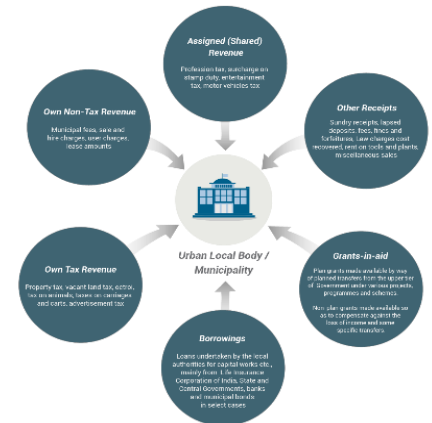 Assigned (Shared)
Revenue
Profession tax, surcharge on
stamp duty, entertainment
tax, motor vehicles tax
Own Non-Tax Revenue
Municipal fees, sale and
hire charges, user charges,
lease amounts
Other Receipts
Sundry receipts, lapsed
deposits, fees, fines and
forfeitures, Law charges cost
recovered, rent on tools and plants,
miscellaneous sales
Urban Local Body /
Municipality
Own Tax Revenue
Property tax, vacant land tax, octroi,
tax on animals, taxes on carriages
and carts, advertisement tax
Grants-in-aid
Plan grants made available by way
of planned transfers from the upper tier
of Government under various projects,
programmes and schemes.
Non plan grants made available so
as to compensate against the
loss of income and some
specific transfers.
Borrowings
Loans undertaken by the local
authorities for capital works etc.,
mainly from Life Insurance
Corporation of India, State and
Central Governments, banks
and municipal bonds
in select cases